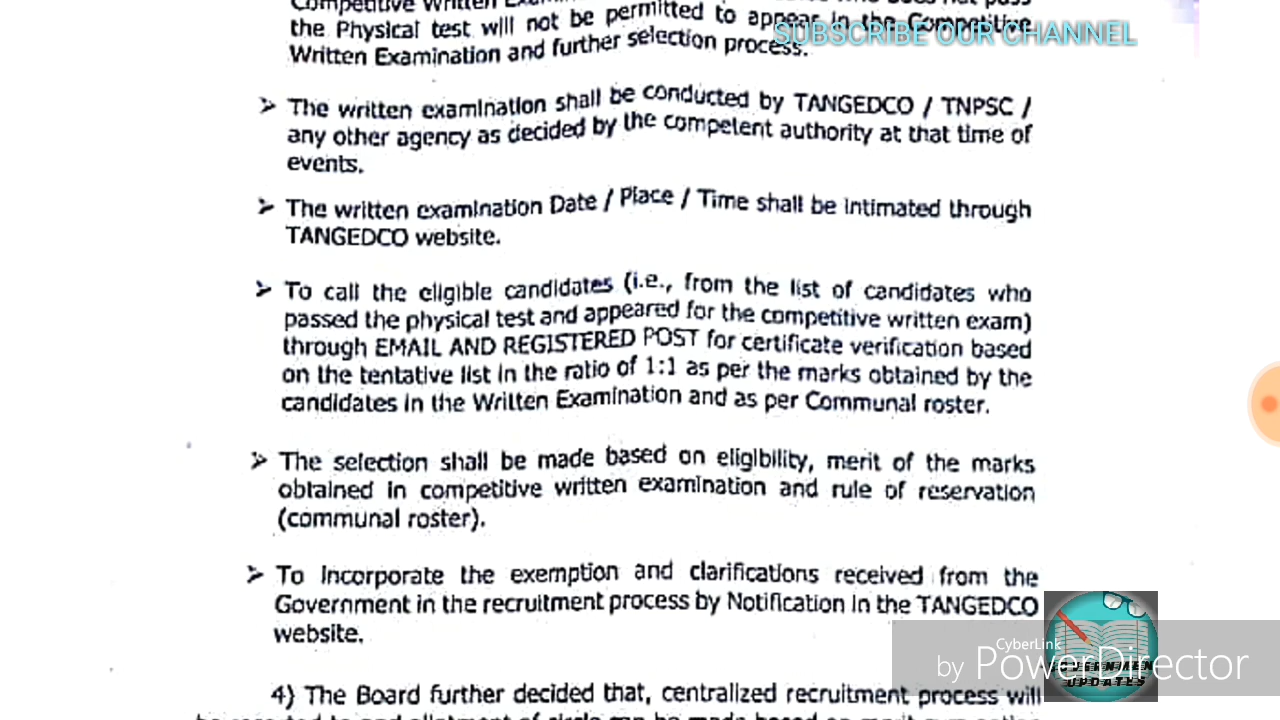 Competitive Written
the Physical test will not be permitted to appear in the Competitive
SUBSCRIBE OUR CHANNEL
Written Examination and further selection process.
➢ The written examination shall be conducted by TANGEDCO / TNPSC /
any other agency as decided by the competent authority at that time of
events.
➢ The written examination Date / Place / Time shall be intimated through
TANGEDCO website.
➢ To call the eligible candidates (i.e., from the list of candidates who
passed the physical test and appeared for the competitive written exam)
through EMAIL AND REGISTERED POST for certificate verification based
on the tentative list in the ratio of 1:1 as per the marks obtained by the
candidates in the Written Examination and as per Communal roster.
➢ The selection shall be made based on eligibility, merit of the marks
obtained in competitive written examination and rule of reservation
(communal roster).
➢ To incorporate the exemption and clarifications received from the
Government in the recruitment process by Notification in the TANGEDCO
website.
CyberLink
by PowerDirector
UPDATES
4) The Board further decided that, centralized recruitment process will